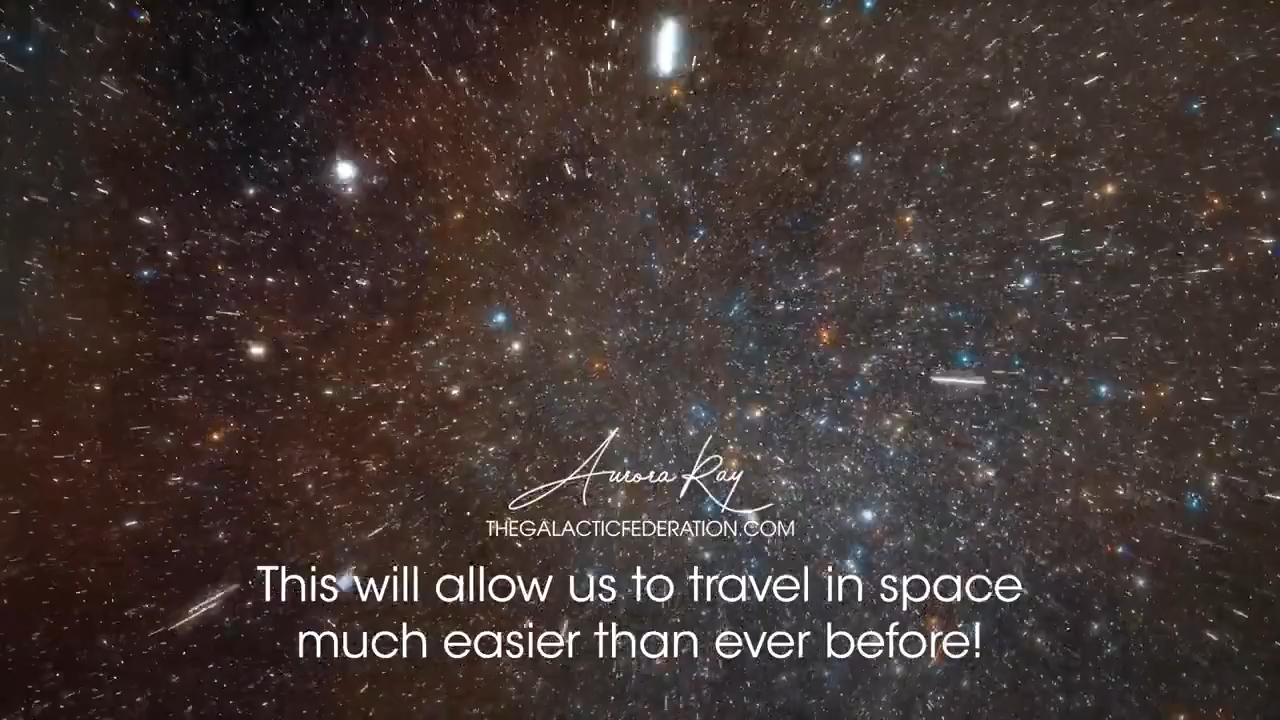 Aurora Ray
THEGALACTICFEDERATION.COM
This will allow us to travel in space
much easier than ever before!